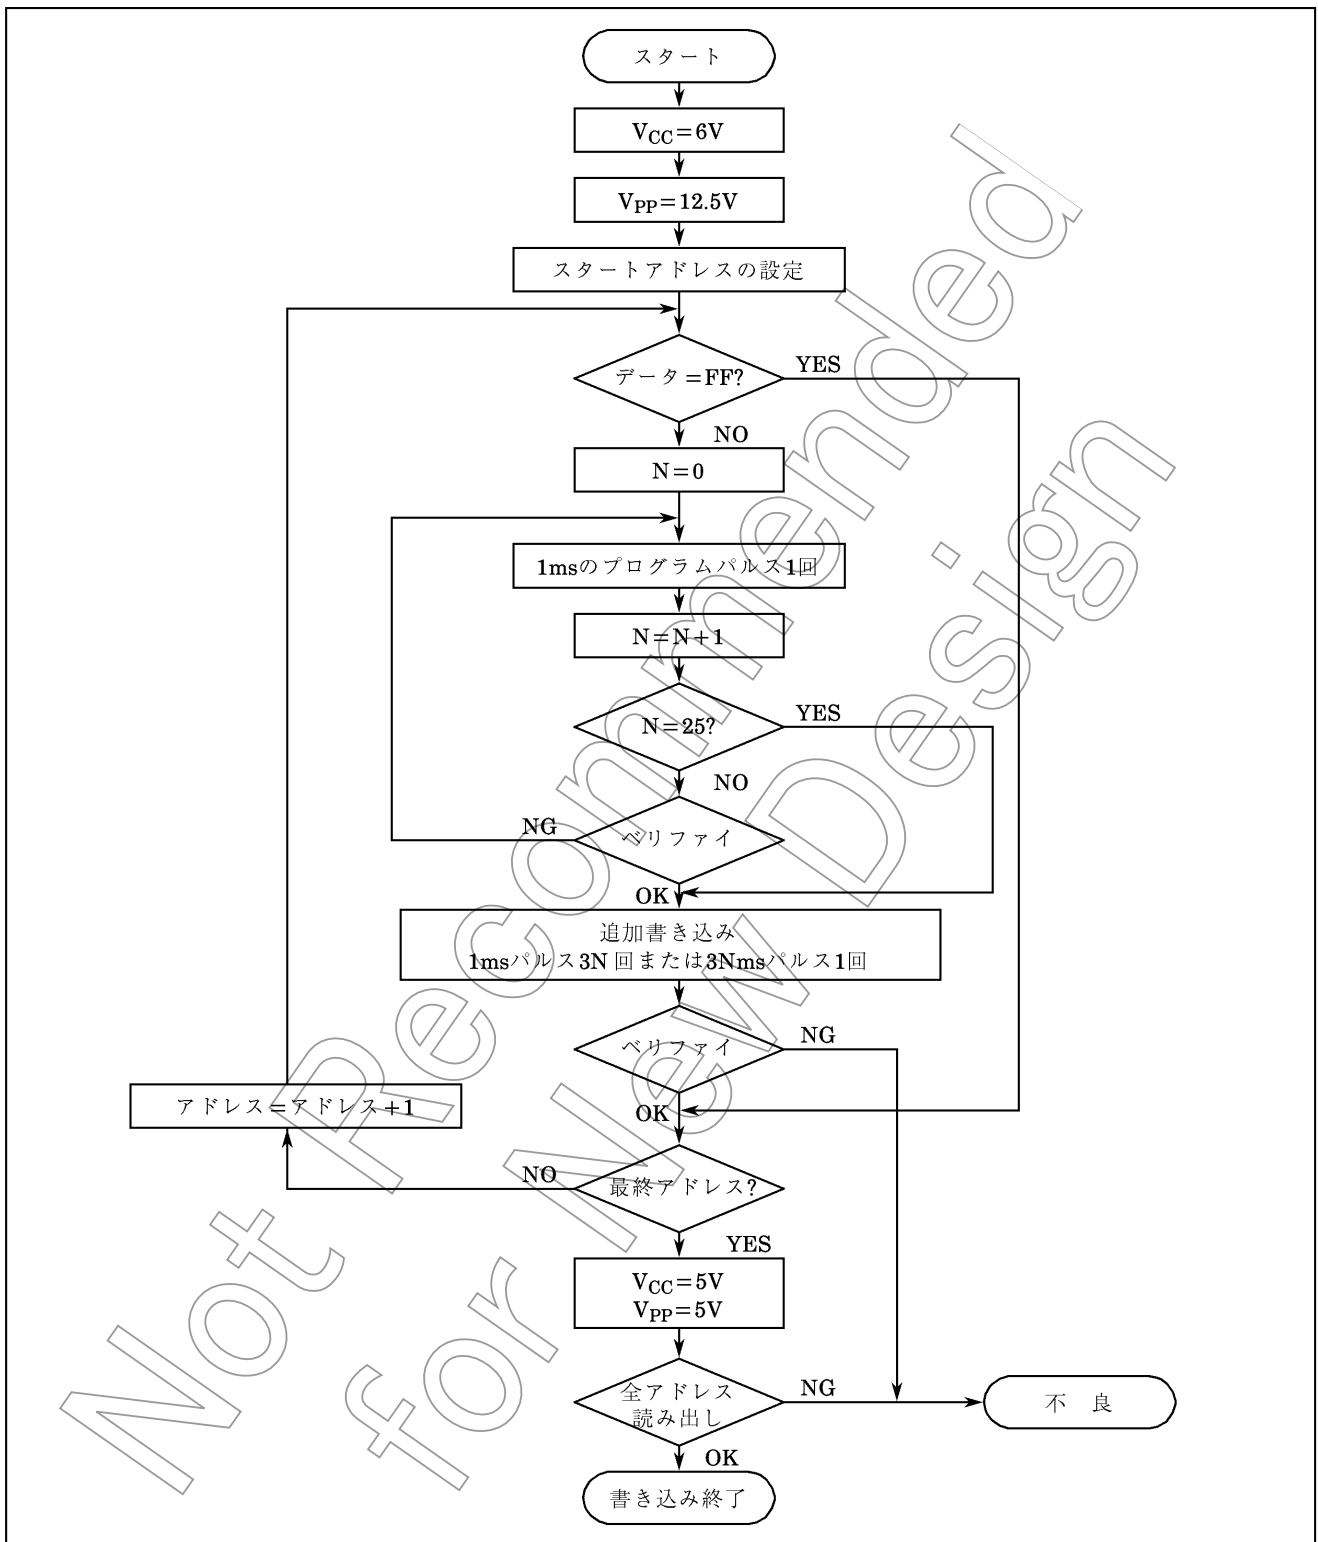 スタート
VCC=6V
VPP=12.5V
スタートアドレスの設定
データ=FF?
YES
NO
N=0
1msのプログラムパルス1回
N=N+1
N=25?
YES
NO
ベリファイ
NG
OK
追加書き込み
1msパルス3N回または3Nmsパルス1回
ベリファイ
NG
OK
アドレス=アドレス+1
最終アドレス?
NO
YES
VCC=5V
VPP=5V
全アドレス
読み出し
NG
不 良
OK
書き込み終了
Not Recommended
for New Design